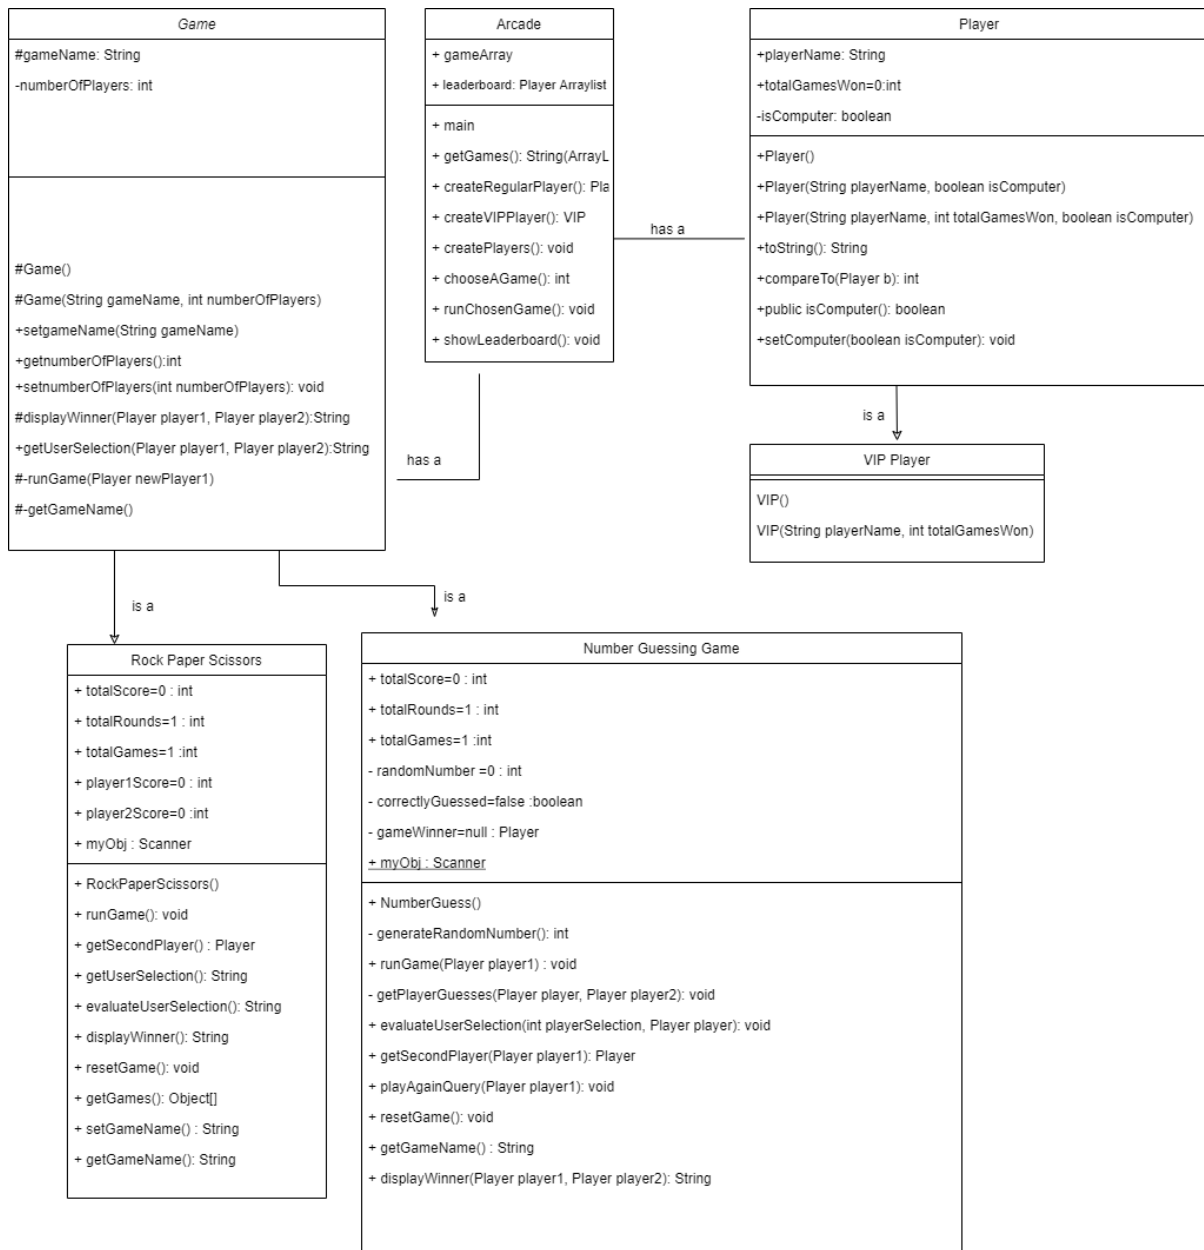 Game
#gameName: String
-numberOfPlayers: int
#Game()
#Game(String gameName, int numberOfPlayers)
+setgameName(String gameName)
+getnumberOfPlayers():int
+setnumberOfPlayers(int numberOfPlayers): void
#displayWinner(Player player1, Player player2):String
+getUserSelection(Player player1, Player player2):String
#-runGame(Player newPlayer1)
#-getGameName()
Arcade
+ gameArray
+ leaderboard: Player Arraylist
+ main
+ getGames(): String(ArrayL
+ createRegularPlayer(): Pla
+ createVIPPlayer(): VIP
+ createPlayers(): void
+ chooseAGame(): int
+ runChosenGame(): void
+ showLeaderboard(): void
has a
has a
Player
+playerName: String
+totalGamesWon=0:int
-isComputer: boolean
+Player()
+Player(String playerName, boolean isComputer)
+Player(String playerName, int totalGamesWon, boolean isComputer)
+toString(): String
+compareTo(Player b): int
+public isComputer(): boolean
+setComputer(boolean isComputer): void
is a
VIP Player
VIP()
VIP(String playerName, int totalGamesWon)
is a
is a
Rock Paper Scissors
+ totalScore=0 : int
+ totalRounds=1 : int
+ totalGames=1 :int
+ player1Score=0 : int
+ player2Score=0 :int
+ myObj : Scanner
+ RockPaperScissors()
+ runGame(): void
+ getSecondPlayer() : Player
+ getUserSelection(): String
+ evaluateUserSelection(): String
+ displayWinner(): String
+ resetGame(): void
+ getGames(): Object[]
+ setGameName() : String
+ getGameName(): String
Number Guessing Game
+ totalScore=0 : int
+ totalRounds=1 : int
+ totalGames=1 :int
- randomNumber =0 : int
- correctlyGuessed=false :boolean
- gameWinner=null : Player
+ myObj : Scanner
+ NumberGuess()
- generateRandomNumber(): int
+ runGame(Player player1) : void
- getPlayerGuesses(Player player, Player player2): void
+ evaluateUserSelection(int playerSelection, Player player): void
+ getSecondPlayer(Player player1): Player
+ playAgainQuery(Player player1): void
+ resetGame(): void
+ getGameName() : String
+ displayWinner(Player player1, Player player2): String